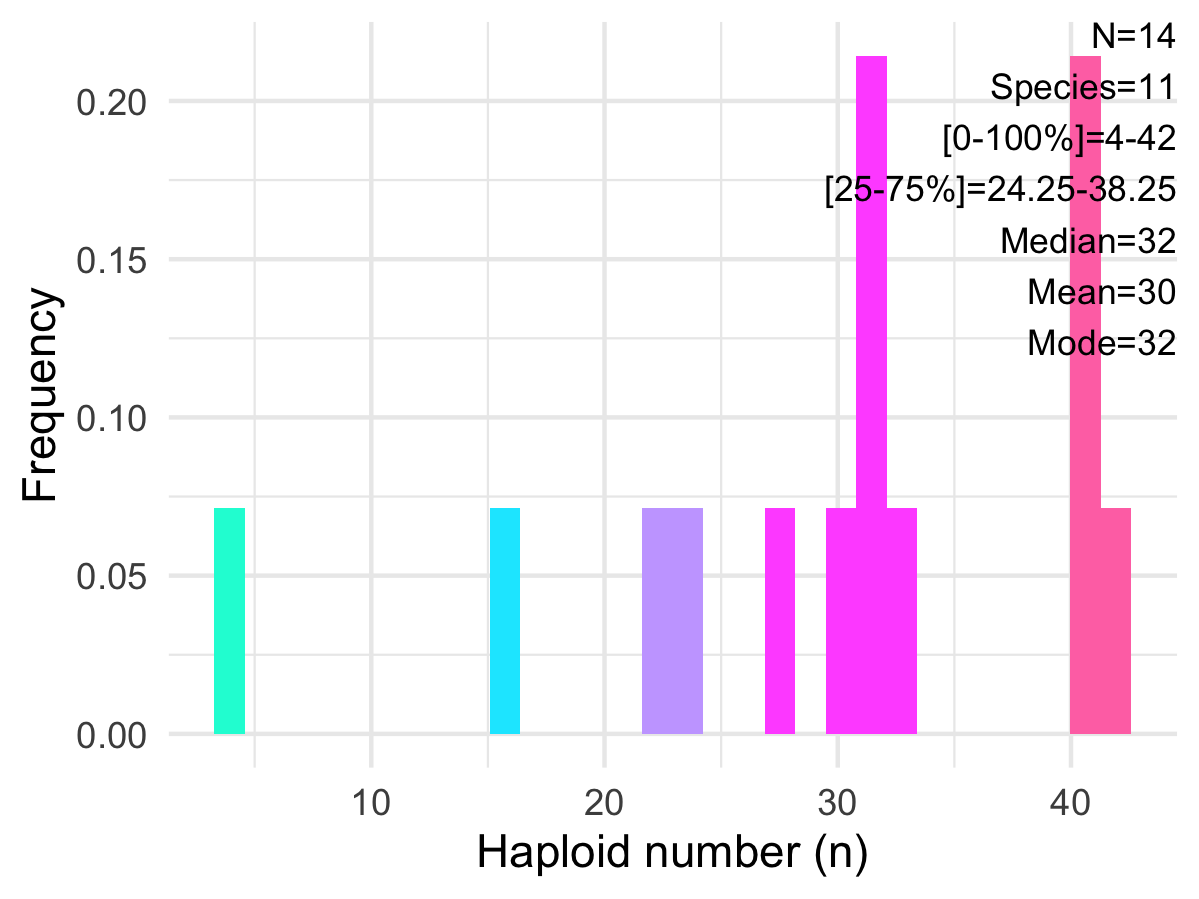 N=14
Species=11
[0-100%]=4-42
[25-75%]=24.25-38.25
Median=32
Mean=30
Mode=32
Frequency
0.20
0.15
0.10
0.05
0.00
10 20 30 40
Haploid number (n)